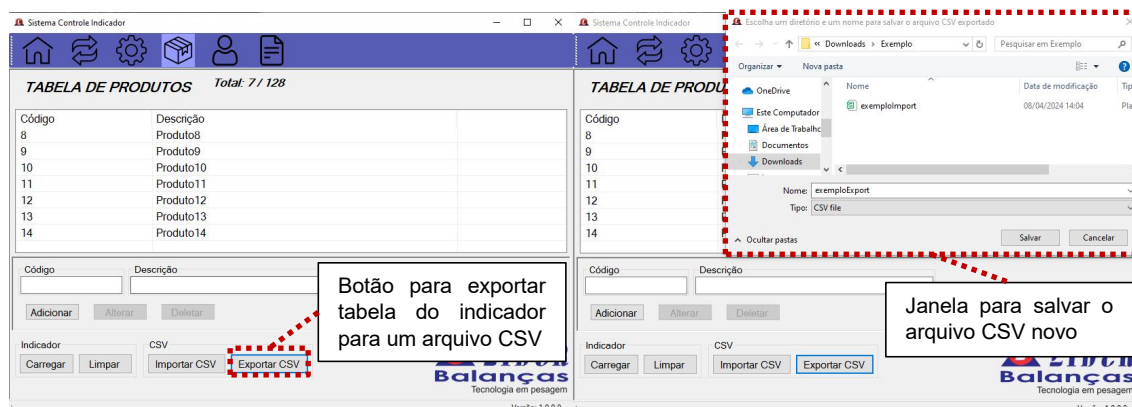 Sistema Controle Indicador
TABELA DE PRODUTOS Total: 7 / 128
Código Descrição
8 Produto8
9 Produto9
10 Produto10
11 Produto11
12 Produto12
13 Produto13
14 Produto14
Código Descrição
Adicionar Alterar Deletar
Indicador CSV
Carregar Limpar Importar CSV Exportar CSV
Balanças
Tecnologia em pesagem
Botão para exportar
tabela do indicador
para um arquivo CSV
Sistema Controle Indicador
TABELA DE PRODU
Código
8
9
10
11
12
13
14
Código Descrição
Adicionar Alterar Deletar
Indicador CSV
Carregar Limpar Importar CSV Exportar CSV
Balanças
Tecnologia em pesagem
Escolha um diretório e um nome para salvar o arquivo CSV exportado
« Downloads › Exemplo Pesquisar em Exemplo
Organizar Nova pasta
OneDrive
Este Computador
Área de Trabalho
Documentos
Downloads
Nome Data de modificação Tip
exemploImport 08/04/2024 14:04 Pla
Nome: exemploExport
Tipo: CSV file
Ocultar pastas Salvar Cancelar
Janela para salvar o
arquivo CSV novo